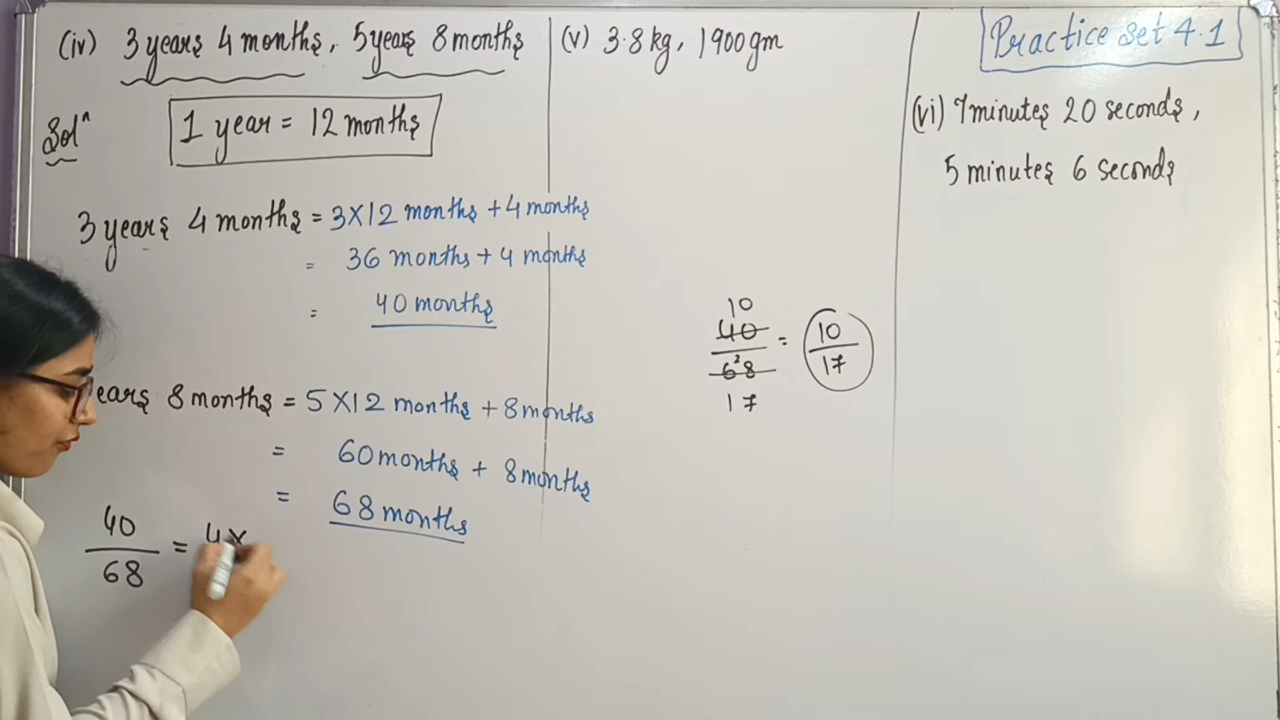 (iv) 3 years 4 months, 5 years 8 months
Solⁿ
1 year = 12 months
3 years 4 months = 3×12 months + 4 months
= 36 months + 4 months
= 40 months
ears 8 months = 5×12 months + 8 months
= 60 months + 8 months
= 68 months
40/68 = 4×
(v) 3.8 kg, 1900 gm
10
40/68 = 10/17
2
17
Practice Set 4.1
(vi) 7 minutes 20 seconds,
5 minutes 6 seconds